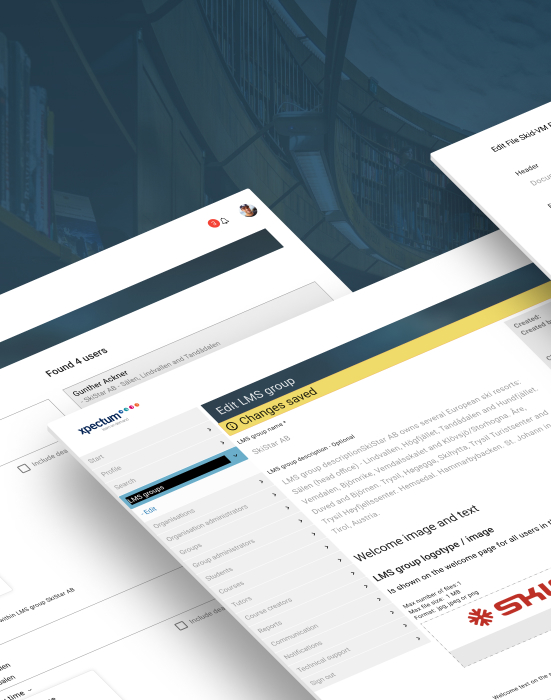 Edit File Skid-VM
Header
Found 4 users
Gunther Ackner
SkiStar AB - Sälen, Lindvallen and Tandådalen
Include
within LMS group SkiStar AB
Include
time
xpectum
Start
Profile
Search
LMS groups
- Edit
Organisations
Organisation administrators
Groups
Group administrators
Students
Courses
Tutors
Course creators
Reports
Communication
Notifications
Technical support
Sign out
Edit LMS group
Changes saved
Created:
Created
LMS group name *
SkiStar AB
LMS group description - Optional
LMS group descriptionSkiStar AB owns several European ski resorts:
Sälen (head office) - Lindvallen, Högfjället, Tandådalen and Hundfjället.
Vemdalen, Björnrike, Vemdalsskalet and Klövsjö/Storhogna. Åre,
Duved and Björnen. Trysil, Høgegga, Skihytta, Trysil Turistsenter and
Trysil Høyfjellssenter. Hemsedal. Hammarbybacken. St. Johann in
Tirol, Austria.
Welcome image and text
LMS group logotype / image
Is shown on the welcome page for all users in
Max number of files:1
Max file size: 1 MB
Format: jpg, jpeg or png
Welcome text on the